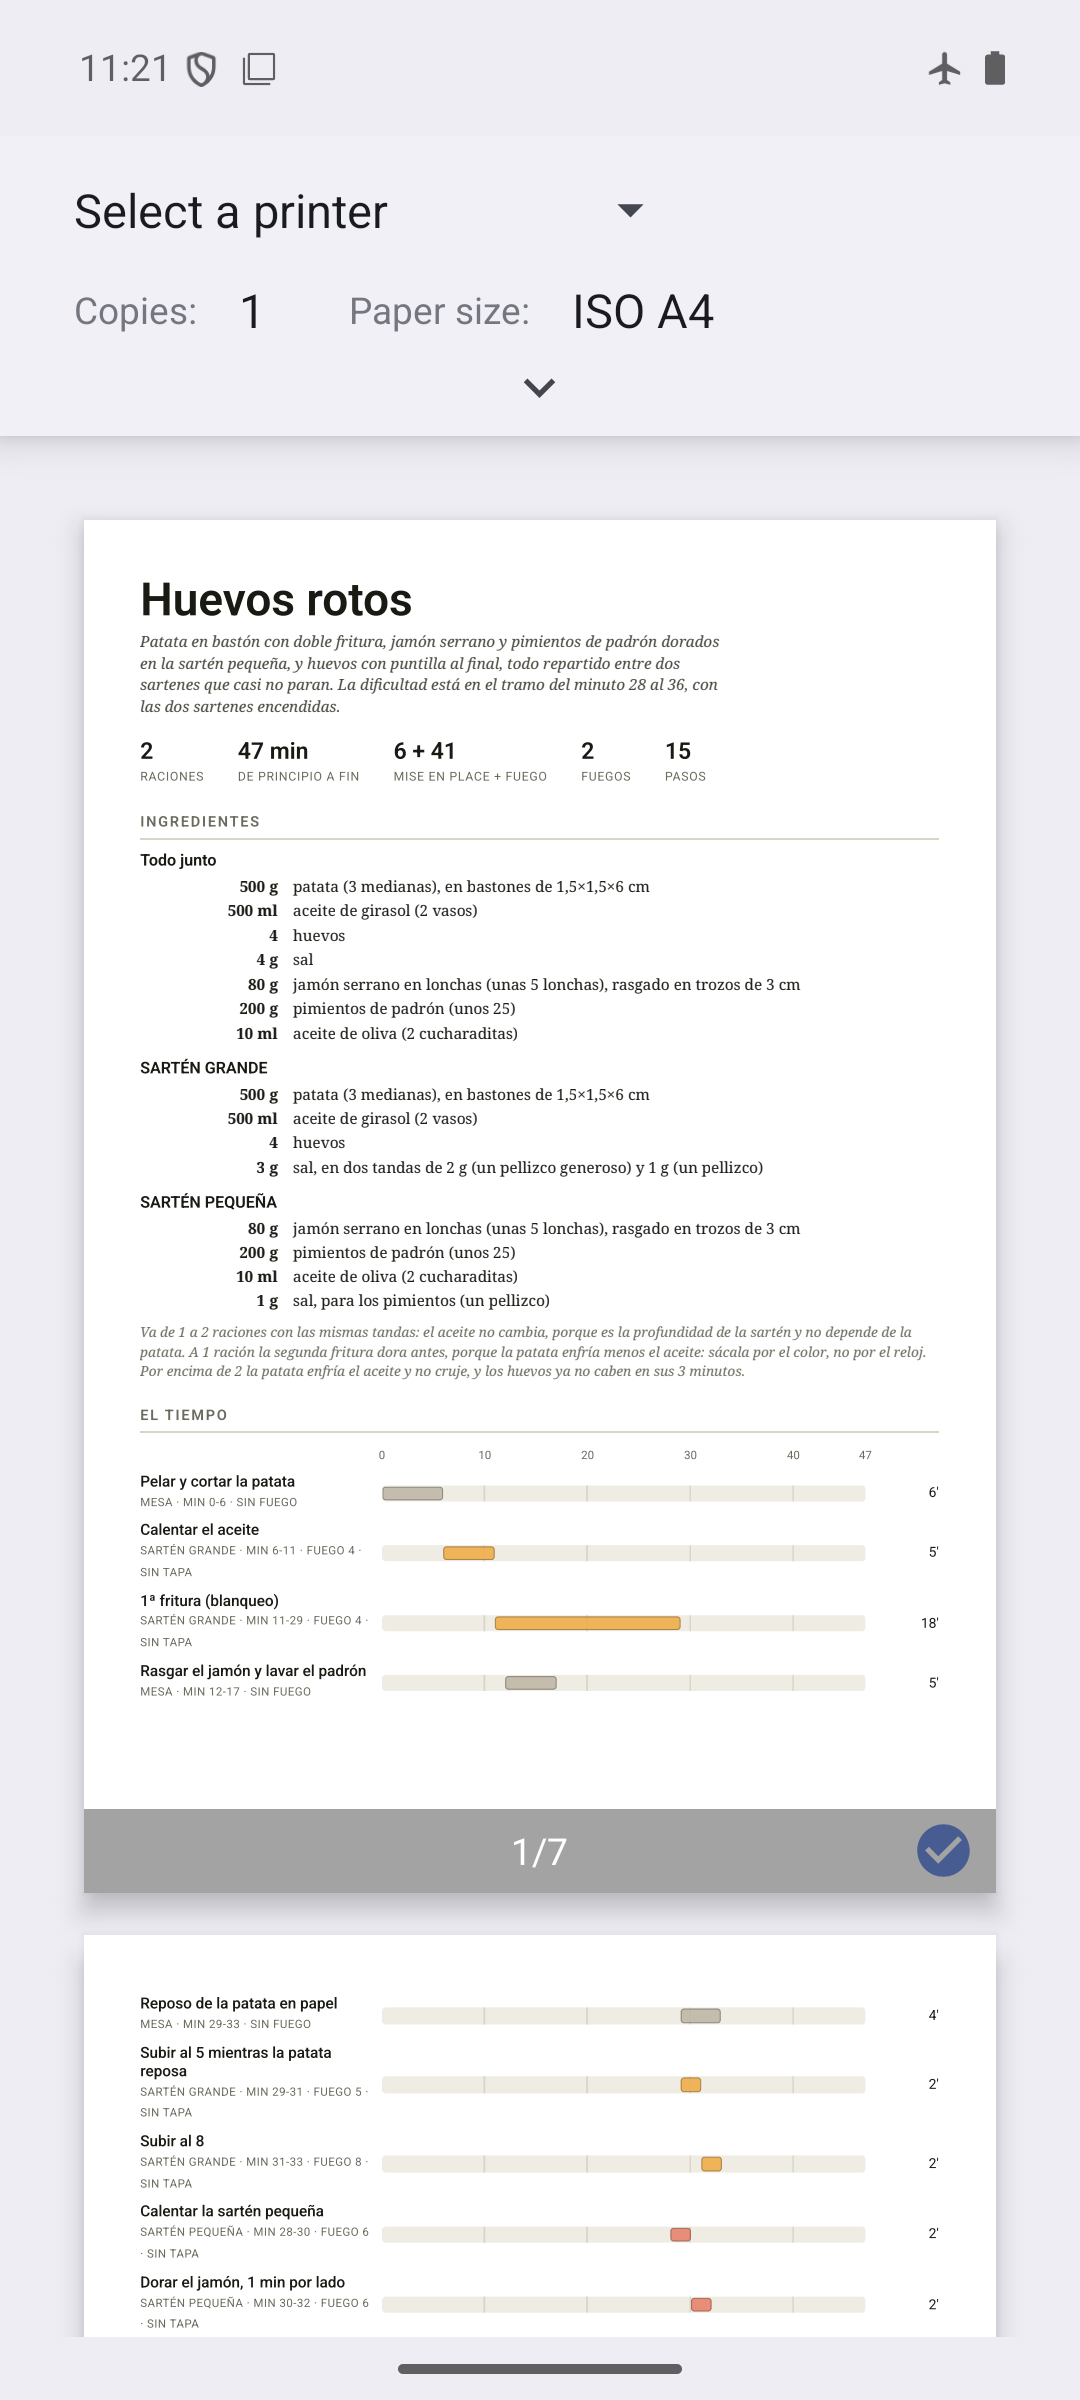 11:21
Select a printer
Copies: 1 Paper size: ISO A4
Huevos rotos
Patata en bastón con doble fritura, jamón serrano y pimientos de padrón dorados
en la sartén pequeña, y huevos con puntilla al final, todo repartido entre dos
sartenes que casi no paran. La dificultad está en el tramo del minuto 28 al 36, con
las dos sartenes encendidas.
2 47 min 6 + 41 2 15
RACIONES DE PRINCIPIO A FIN MISE EN PLACE + FUEGO FUEGOS PASOS
INGREDIENTES
Todo junto
500 g patata (3 medianas), en bastones de 1,5×1,5×6 cm
500 ml aceite de girasol (2 vasos)
4 huevos
4 g sal
80 g jamón serrano en lonchas (unas 5 lonchas), rasgado en trozos de 3 cm
200 g pimientos de padrón (unos 25)
10 ml aceite de oliva (2 cucharaditas)
SARTÉN GRANDE
500 g patata (3 medianas), en bastones de 1,5×1,5×6 cm
500 ml aceite de girasol (2 vasos)
4 huevos
3 g sal, en dos tandas de 2 g (un pellizco generoso) y 1 g (un pellizco)
SARTÉN PEQUEÑA
80 g jamón serrano en lonchas (unas 5 lonchas), rasgado en trozos de 3 cm
200 g pimientos de padrón (unos 25)
10 ml aceite de oliva (2 cucharaditas)
1 g sal, para los pimientos (un pellizco)
Va de 1 a 2 raciones con las mismas tandas: el aceite no cambia, porque es la profundidad de la sartén y no depende de la
patata. A 1 ración la segunda fritura dora antes, porque la patata enfría menos el aceite: sácala por el color, no por el reloj.
Por encima de 2 la patata enfría el aceite y no cruje, y los huevos ya no caben en sus 3 minutos.
EL TIEMPO
0 10 20 30 40 47
Pelar y cortar la patata
MESA · MIN 0-6 · SIN FUEGO 6'
Calentar el aceite
SARTÉN GRANDE · MIN 6-11 · FUEGO 4 · 5'
SIN TAPA
1ª fritura (blanqueo)
SARTÉN GRANDE · MIN 11-29 · FUEGO 4 · 18'
SIN TAPA
Rasgar el jamón y lavar el padrón
MESA · MIN 12-17 · SIN FUEGO 5'
1/7
Reposo de la patata en papel
MESA · MIN 29-33 · SIN FUEGO 4'
Subir al 5 mientras la patata
reposa
SARTÉN GRANDE · MIN 29-31 · FUEGO 5 · 2'
SIN TAPA
Subir al 8
SARTÉN GRANDE · MIN 31-33 · FUEGO 8 · 2'
SIN TAPA
Calentar la sartén pequeña
SARTÉN PEQUEÑA · MIN 28-30 · FUEGO 6 2'
· SIN TAPA
Dorar el jamón, 1 min por lado
SARTÉN PEQUEÑA · MIN 30-32 · FUEGO 6 2'
· SIN TAPA